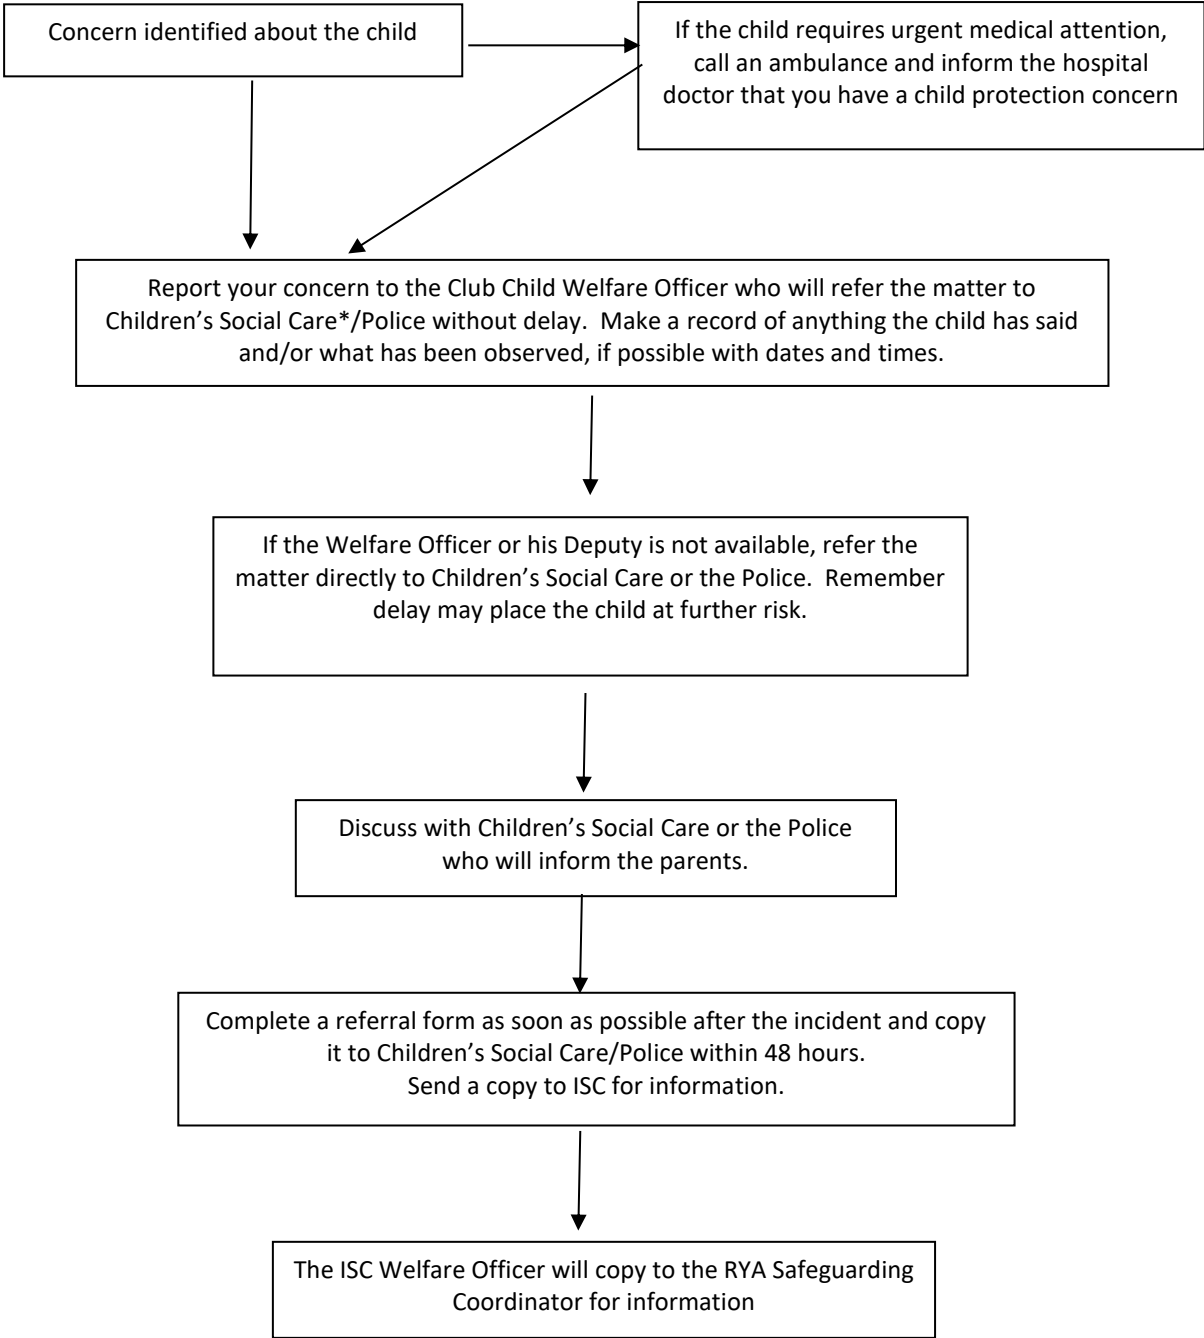 Concern identified about the child
If the child requires urgent medical attention,
call an ambulance and inform the hospital
doctor that you have a child protection concern
Report your concern to the Club Child Welfare Officer who will refer the matter to
Children’s Social Care*/Police without delay.  Make a record of anything the child has said
and/or what has been observed, if possible with dates and times.
If the Welfare Officer or his Deputy is not available, refer the
matter directly to Children’s Social Care or the Police.  Remember
delay may place the child at further risk.
Discuss with Children’s Social Care or the Police
who will inform the parents.
Complete a referral form as soon as possible after the incident and copy
it to Children’s Social Care/Police within 48 hours.
Send a copy to ISC for information.
The ISC Welfare Officer will copy to the RYA Safeguarding
Coordinator for information